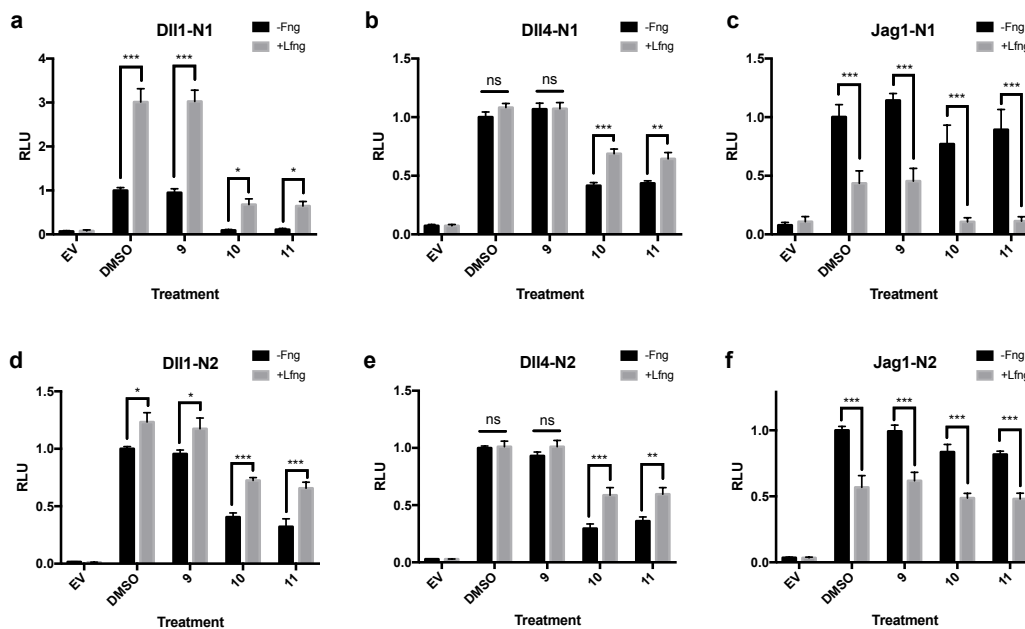 a
Dll1-N1
-Fng
+Lfng
RLU
4
3
2
1
0
***
***
*
*
EV
DMSO
9
10
11
Treatment
b
Dll4-N1
-Fng
+Lfng
RLU
1.5
1.0
0.5
0.0
ns
ns
***
**
EV
DMSO
9
10
11
Treatment
c
Jag1-N1
-Fng
+Lfng
RLU
1.5
1.0
0.5
0.0
***
***
***
***
EV
DMSO
9
10
11
Treatment
d
Dll1-N2
-Fng
+Lfng
RLU
1.5
1.0
0.5
0.0
*
*
***
***
EV
DMSO
9
10
11
Treatment
e
Dll4-N2
-Fng
+Lfng
RLU
1.5
1.0
0.5
0.0
ns
ns
***
**
EV
DMSO
9
10
11
Treatment
f
Jag1-N2
-Fng
+Lfng
RLU
1.0
0.5
0.0
***
***
***
***
EV
DMSO
9
10
11
Treatment